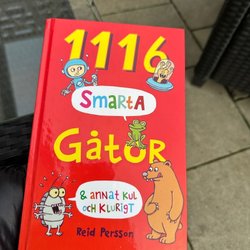 1116
SMARTA
GÅTOR
& ANNAT KUL
OCH KLURIGT
Reid Persson